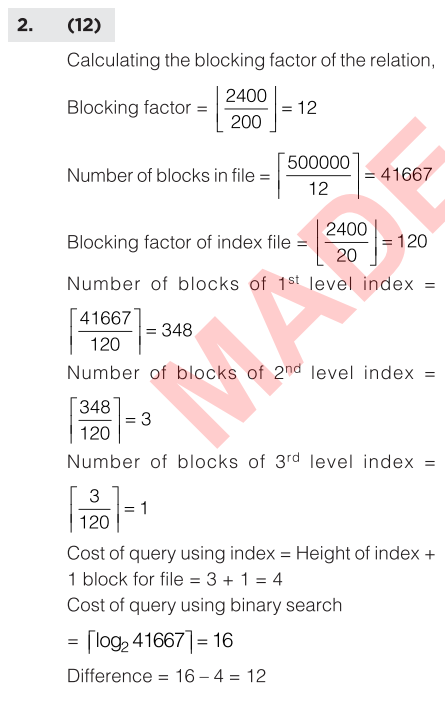 2. (12)
Calculating the blocking factor of the relation,
Blocking factor = ⌊2400/200⌋ = 12
Number of blocks in file = ⌈500000/12⌉ = 41667
Blocking factor of index file = ⌊2400/20⌋ = 120
Number of blocks of 1st level index =
⌈41667/120⌉ = 348
Number of blocks of 2nd level index =
⌈348/120⌉ = 3
Number of blocks of 3rd level index =
⌈3/120⌉ = 1
Cost of query using index = Height of index +
1 block for file = 3 + 1 = 4
Cost of query using binary search
= ⌈log₂ 41667⌉ = 16
Difference = 16 – 4 = 12
MADE